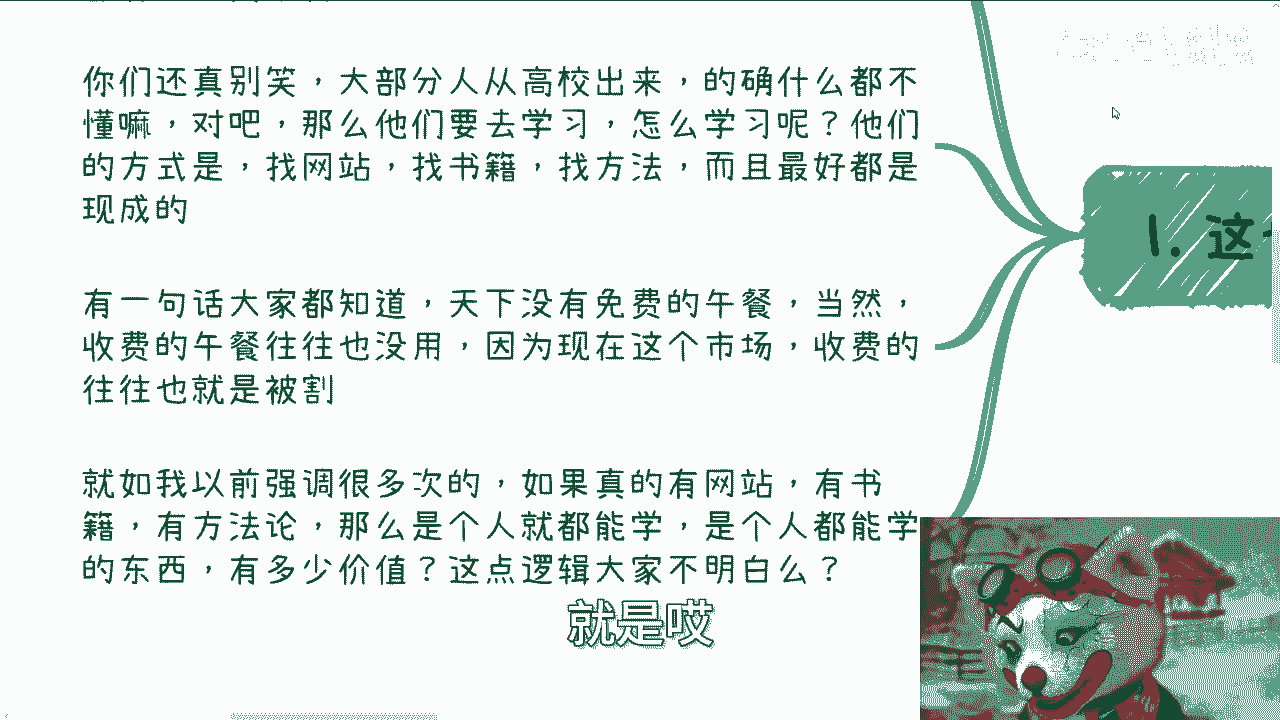 你们还真别笑，大部分人从高校出来，的确什么都不
懂嘛，对吧，那么他们要去学习，怎么学习呢？他们
的方式是，找网站，找书籍，找方法，而且最好都是
现成的
有一句话大家都知道，天下没有免费的午餐，当然，
收费的午餐往往也没用，因为现在这个市场，收费的
往往也就是被割
就如我以前强调很多次的，如果真的有网站，有书
籍，有方法论，那么是个人就都能学，是个人都能学
的东西，有多少价值？这点逻辑大家不明白么？
1. 这
就是哎